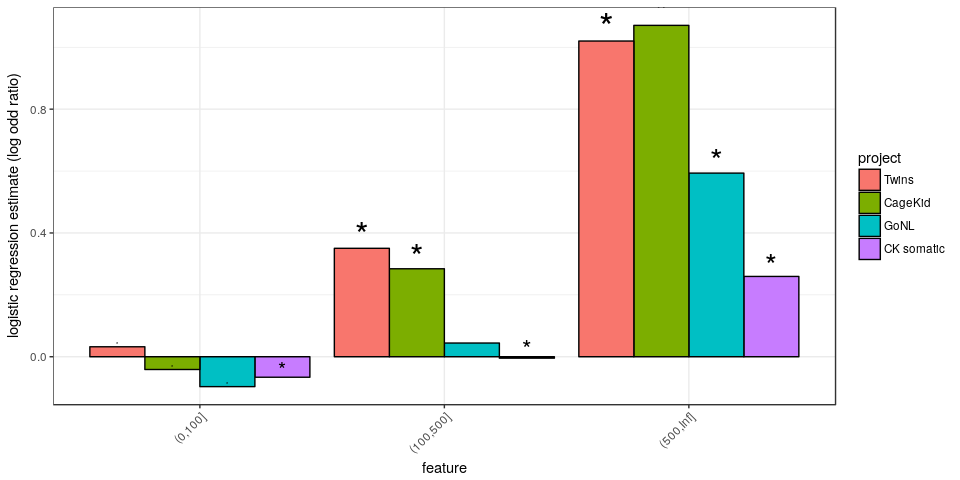 logistic regression estimate (log odd ratio)
0.8
0.4
0.0
*
*
*
*
*
*
*
*
(0,100]
(100,500]
(500,Inf]
feature
project
Twins
CageKid
GoNL
CK somatic